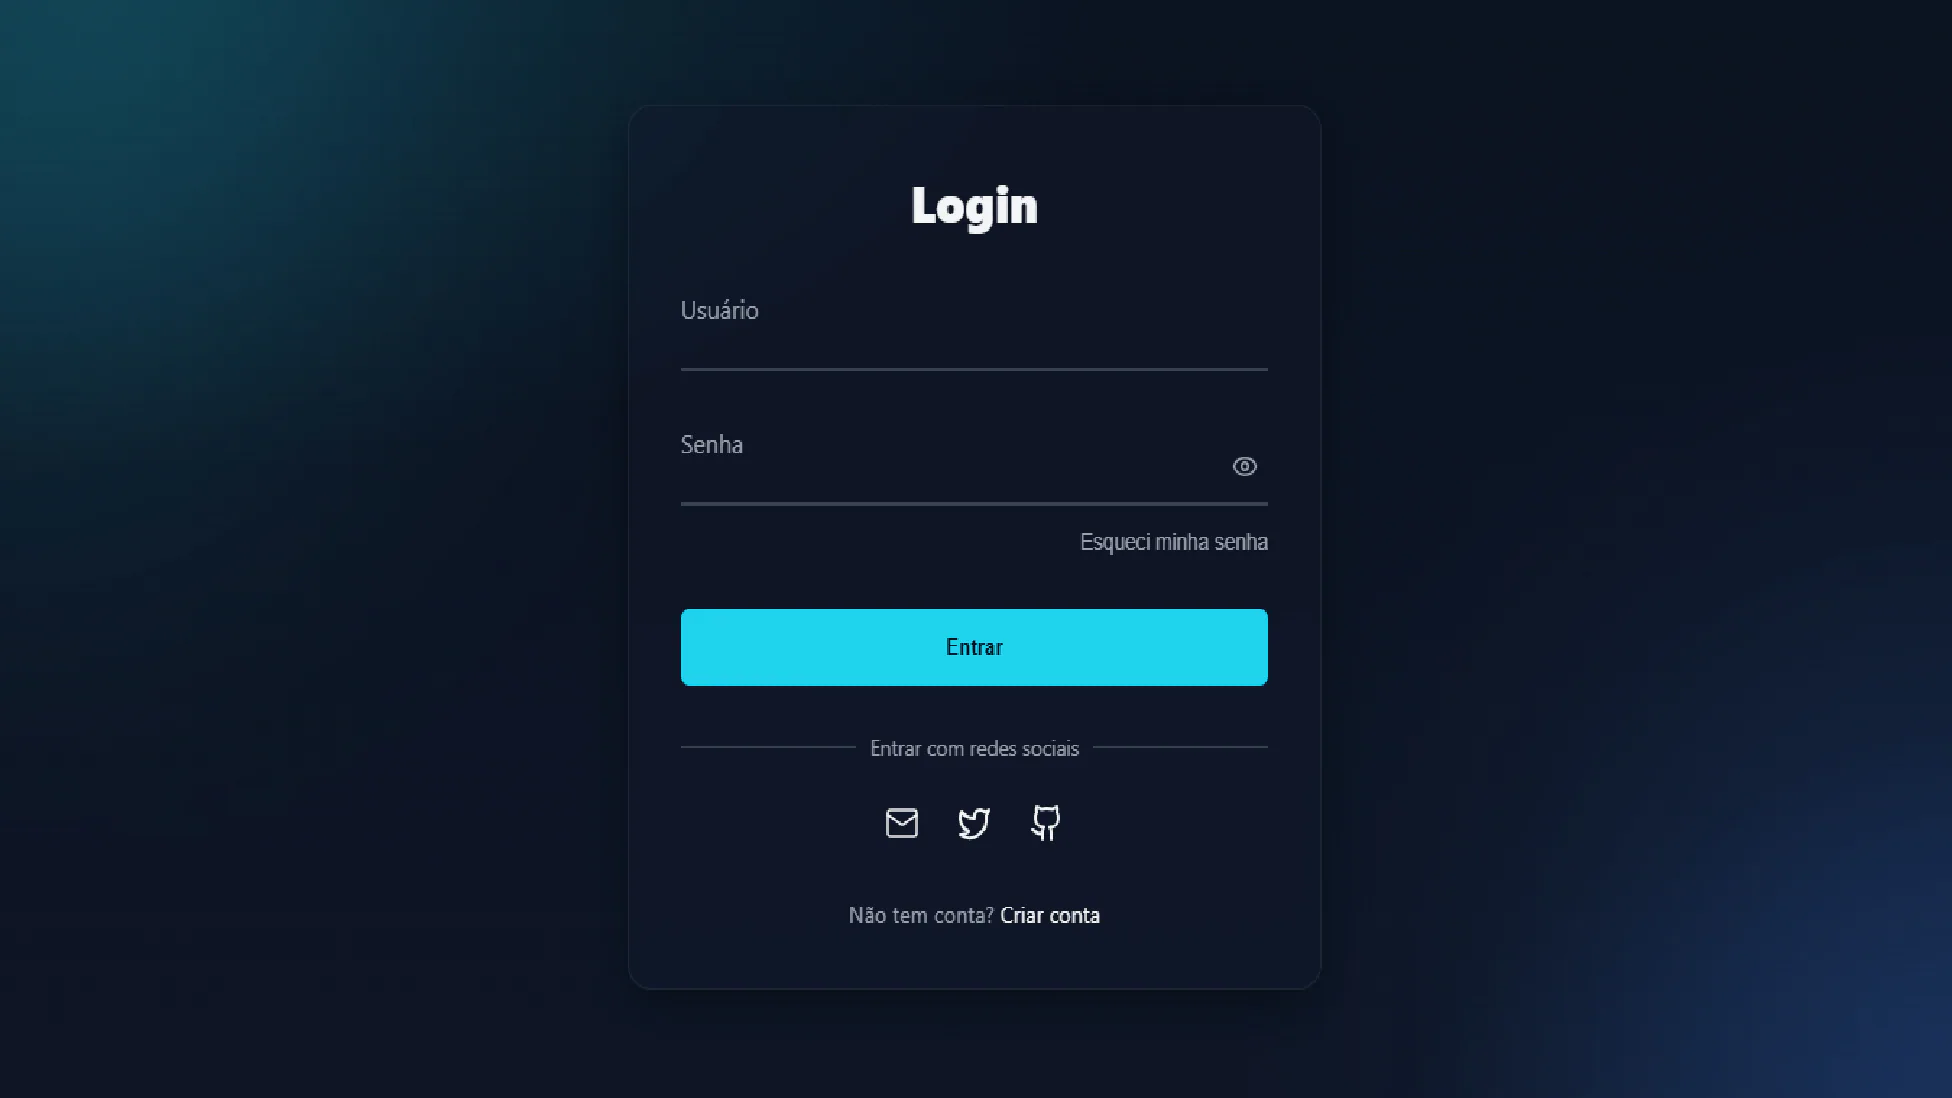 Login
Usuário
Senha
Esqueci minha senha
Entrar
Entrar com redes sociais
Não tem conta? Criar conta